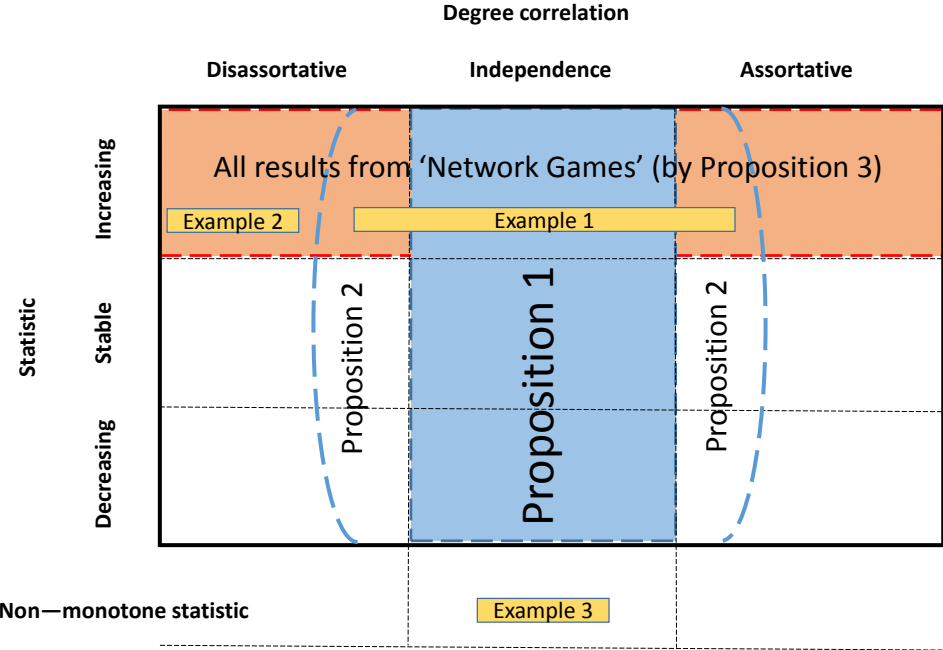 Degree correlation
Disassortative
Independence
Assortative
Statistic
Increasing
Stable
Decreasing
All results from 'Network Games' (by Proposition 3)
Example 2
Example 1
Proposition 2
Proposition 1
Proposition 2
Non—monotone statistic
Example 3